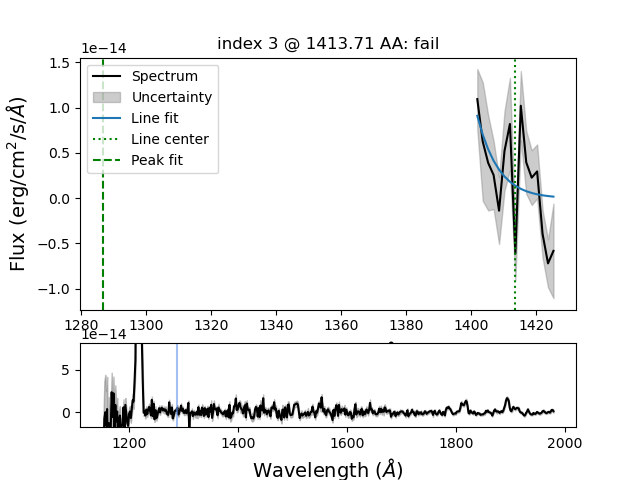 index 3 @ 1413.71 AA: fail
1e−14
1.5
1.0
0.5
0.0
−0.5
−1.0
Flux (erg/cm²/s/Å)
Spectrum
Uncertainty
Line fit
Line center
Peak fit
1280 1300 1320 1340 1360 1380 1400 1420
1e−14
5
0
1200 1400 1600 1800 2000
Wavelength (Å)